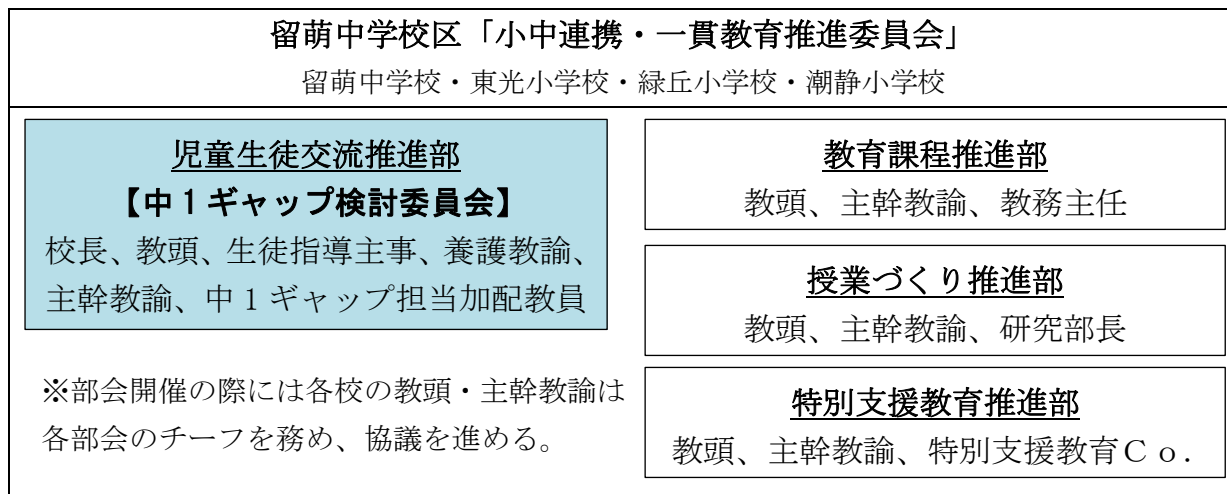 留萌中学校区「小中連携・一貫教育推進委員会」
留萌中学校・東光小学校・緑丘小学校・潮静小学校
児童生徒交流推進部
【中１ギャップ検討委員会】
校長、教頭、生徒指導主事、養護教諭、
主幹教諭、中１ギャップ担当加配教員
※部会開催の際には各校の教頭・主幹教諭は
各部会のチーフを務め、協議を進める。
教育課程推進部
教頭、主幹教諭、教務主任
授業づくり推進部
教頭、主幹教諭、研究部長
特別支援教育推進部
教頭、主幹教諭、特別支援教育Ｃｏ．